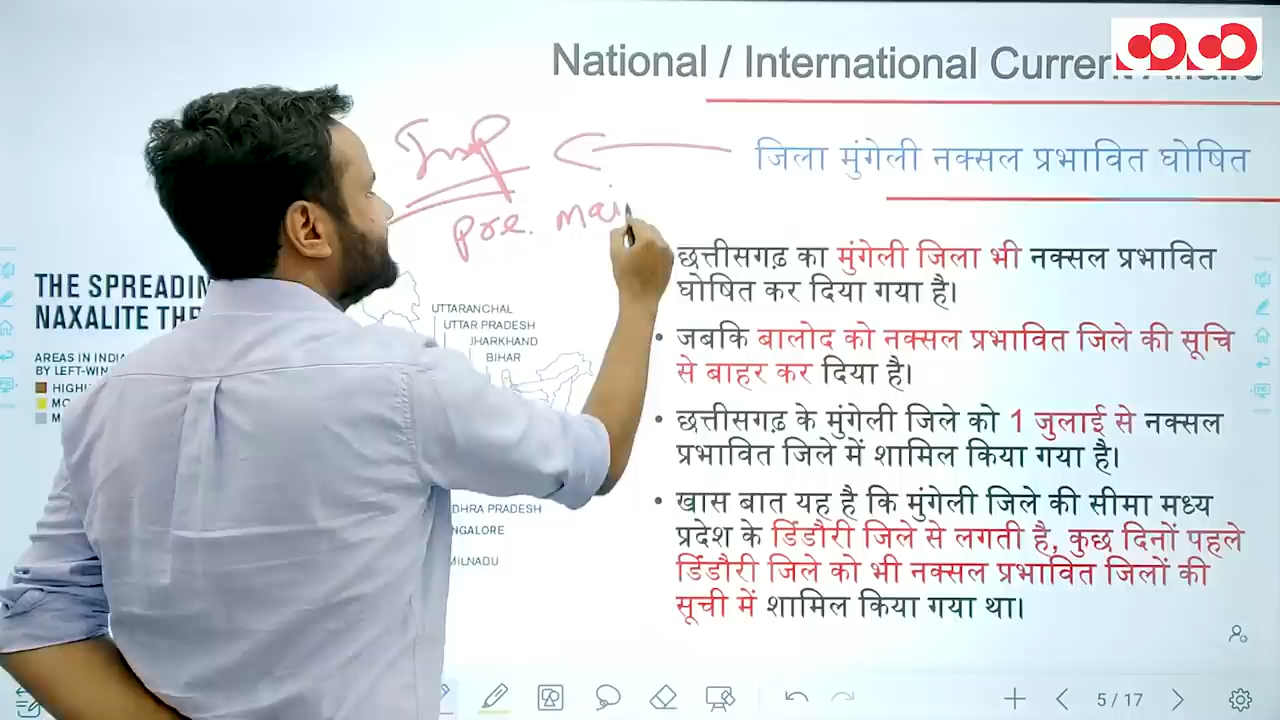 National / International Current Affairs
Imp
जिला मुंगेली नक्सल प्रभावित घोषित
Pre. Mai
THE SPREADIN
NAXALITE THR
AREAS IN INDIA
BY LEFT-WIN
UTTARANCHAL
UTTAR PRADESH
JHARKHAND
BIHAR
DHRA PRADESH
NGALORE
MILNADU
छत्तीसगढ़ का मुंगेली जिला भी नक्सल प्रभावित
घोषित कर दिया गया है।
• जबकि बालोद को नक्सल प्रभावित जिले की सूचि
से बाहर कर दिया है।
• छत्तीसगढ़ के मुंगेली जिले को 1 जुलाई से नक्सल
प्रभावित जिले में शामिल किया गया है।
• खास बात यह है कि मुंगेली जिले की सीमा मध्य
प्रदेश के डिंडौरी जिले से लगती है, कुछ दिनों पहले
डिंडौरी जिले को भी नक्सल प्रभावित जिलों की
सूची में शामिल किया गया था।
5 / 17